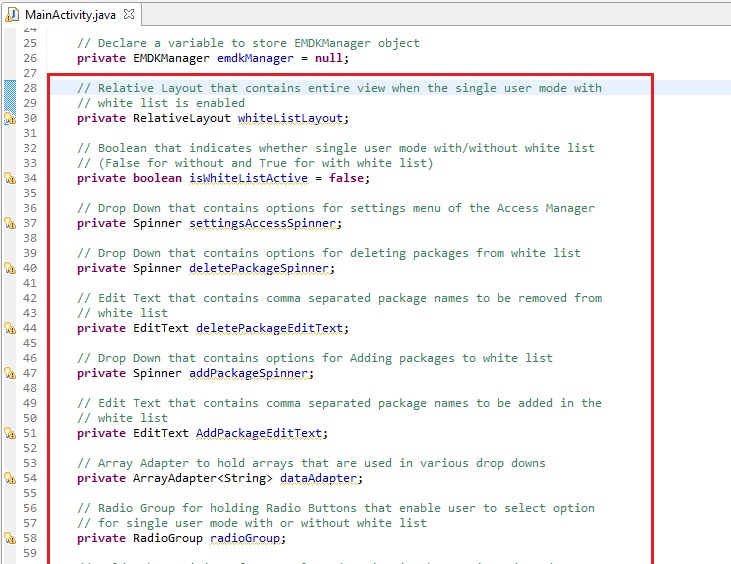 MainActivity.java
24
25 // Declare a variable to store EMDKManager object
26 private EMDKManager emdkManager = null;
27
28 // Relative Layout that contains entire view when the single user mode with
29 // white list is enabled
30 private RelativeLayout whiteListLayout;
31
32 // Boolean that indicates whether single user mode with/without white list
33 // (False for without and True for with white list)
34 private boolean isWhiteListActive = false;
35
36 // Drop Down that contains options for settings menu of the Access Manager
37 private Spinner settingsAccessSpinner;
38
39 // Drop Down that contains options for deleting packages from white list
40 private Spinner deletePackageSpinner;
41
42 // Edit Text that contains comma separated package names to be removed from
43 // white list
44 private EditText deletePackageEditText;
45
46 // Drop Down that contains options for Adding packages to white list
47 private Spinner addPackageSpinner;
48
49 // Edit Text that contains comma separated package names to be added in the
50 // white list
51 private EditText AddPackageEditText;
52
53 // Array Adapter to hold arrays that are used in various drop downs
54 private ArrayAdapter<String> dataAdapter;
55
56 // Radio Group for holding Radio Buttons that enable user to select option
57 // for single user mode with or without white list
58 private RadioGroup radioGroup;
59